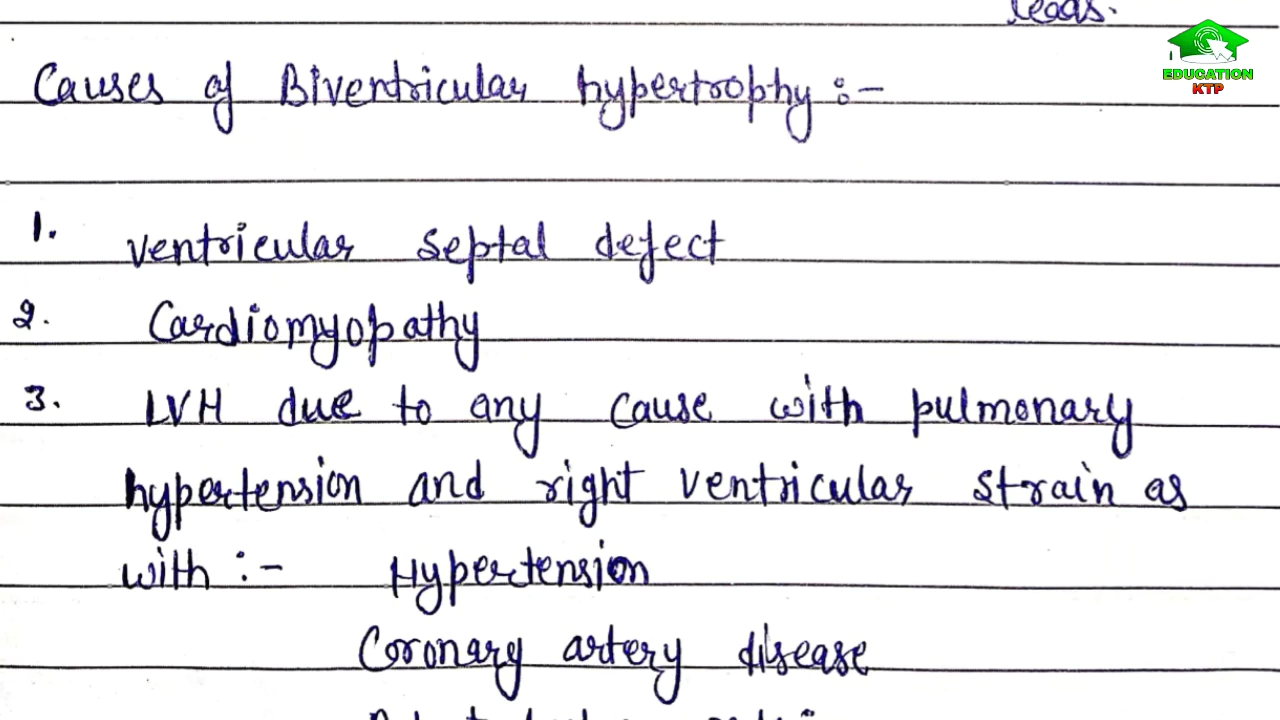 leads.
EDUCATION
KTP
Causes of Biventricular hypertrophy :-
1. ventricular septal defect
2. Cardiomyopathy
3. LVH due to any cause with pulmonary
hypertension and right ventricular strain as
with :- Hypertension
Coronary artery disease